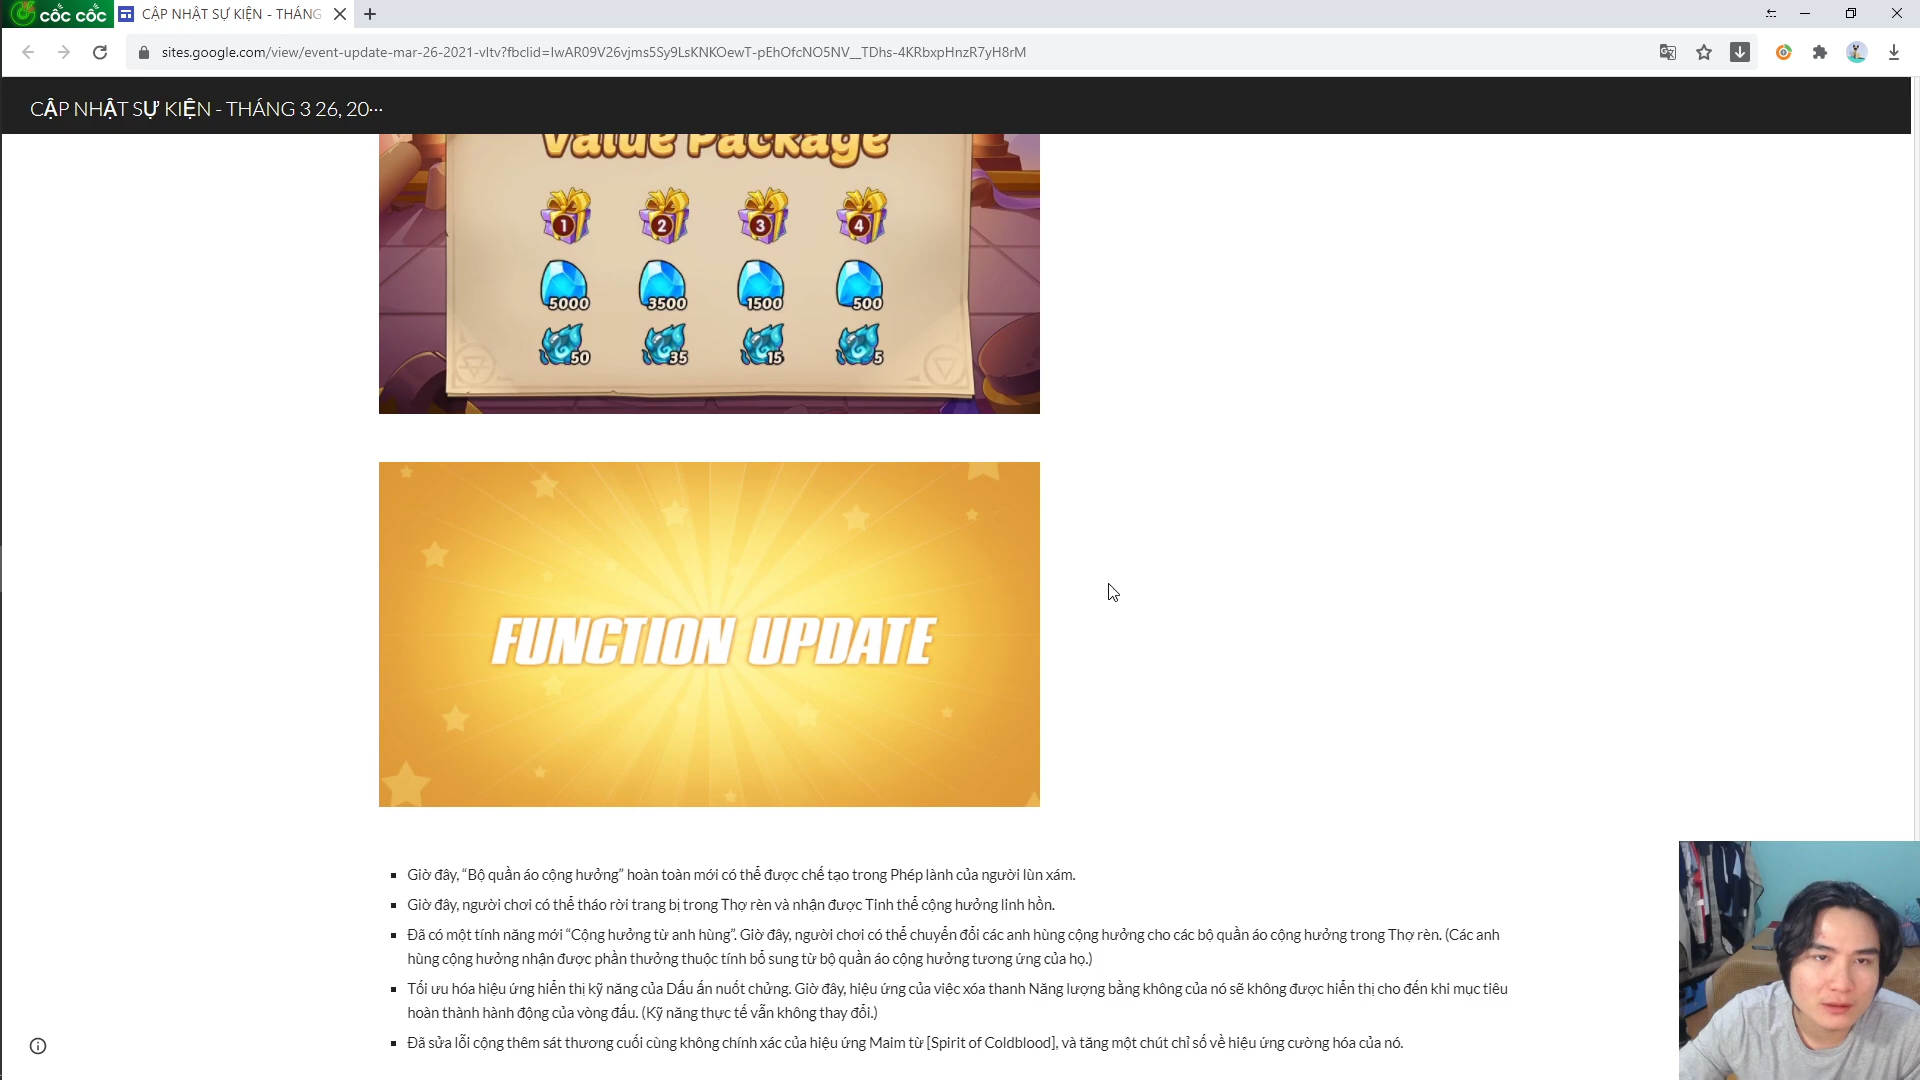 cốc cốc
CẬP NHẬT SỰ KIỆN - THÁNG
sites.google.com/view/event-update-mar-26-2021-vltv?fbclid=IwAR09V26vjms5Sy9LsKNKOewT-pEhOfcNO5NV__TDhs-4KRbxpHnzR7yH8rM
CẬP NHẬT SỰ KIỆN - THÁNG 3 26, 20···
Value Package
1 2 3 4
5000 3500 1500 500
50 35 15 5
FUNCTION UPDATE
Giờ đây, “Bộ quần áo cộng hưởng” hoàn toàn mới có thể được chế tạo trong Phép lành của người lùn xám.
Giờ đây, người chơi có thể tháo rời trang bị trong Thợ rèn và nhận được Tinh thể cộng hưởng linh hồn.
Đã có một tính năng mới “Cộng hưởng từ anh hùng”. Giờ đây, người chơi có thể chuyển đổi các anh hùng cộng hưởng cho các bộ quần áo cộng hưởng trong Thợ rèn. (Các anh
hùng cộng hưởng nhận được phần thưởng thuộc tính bổ sung từ bộ quần áo cộng hưởng tương ứng của họ.)
Tối ưu hóa hiệu ứng hiển thị kỹ năng của Dấu ấn nuốt chửng. Giờ đây, hiệu ứng của việc xóa thanh Năng lượng bằng không của nó sẽ không được hiển thị cho đến khi mục tiêu
hoàn thành hành động của vòng đấu. (Kỹ năng thực tế vẫn không thay đổi.)
Đã sửa lỗi cộng thêm sát thương cuối cùng không chính xác của hiệu ứng Maim từ [Spirit of Coldblood], và tăng một chút chỉ số về hiệu ứng cường hóa của nó.